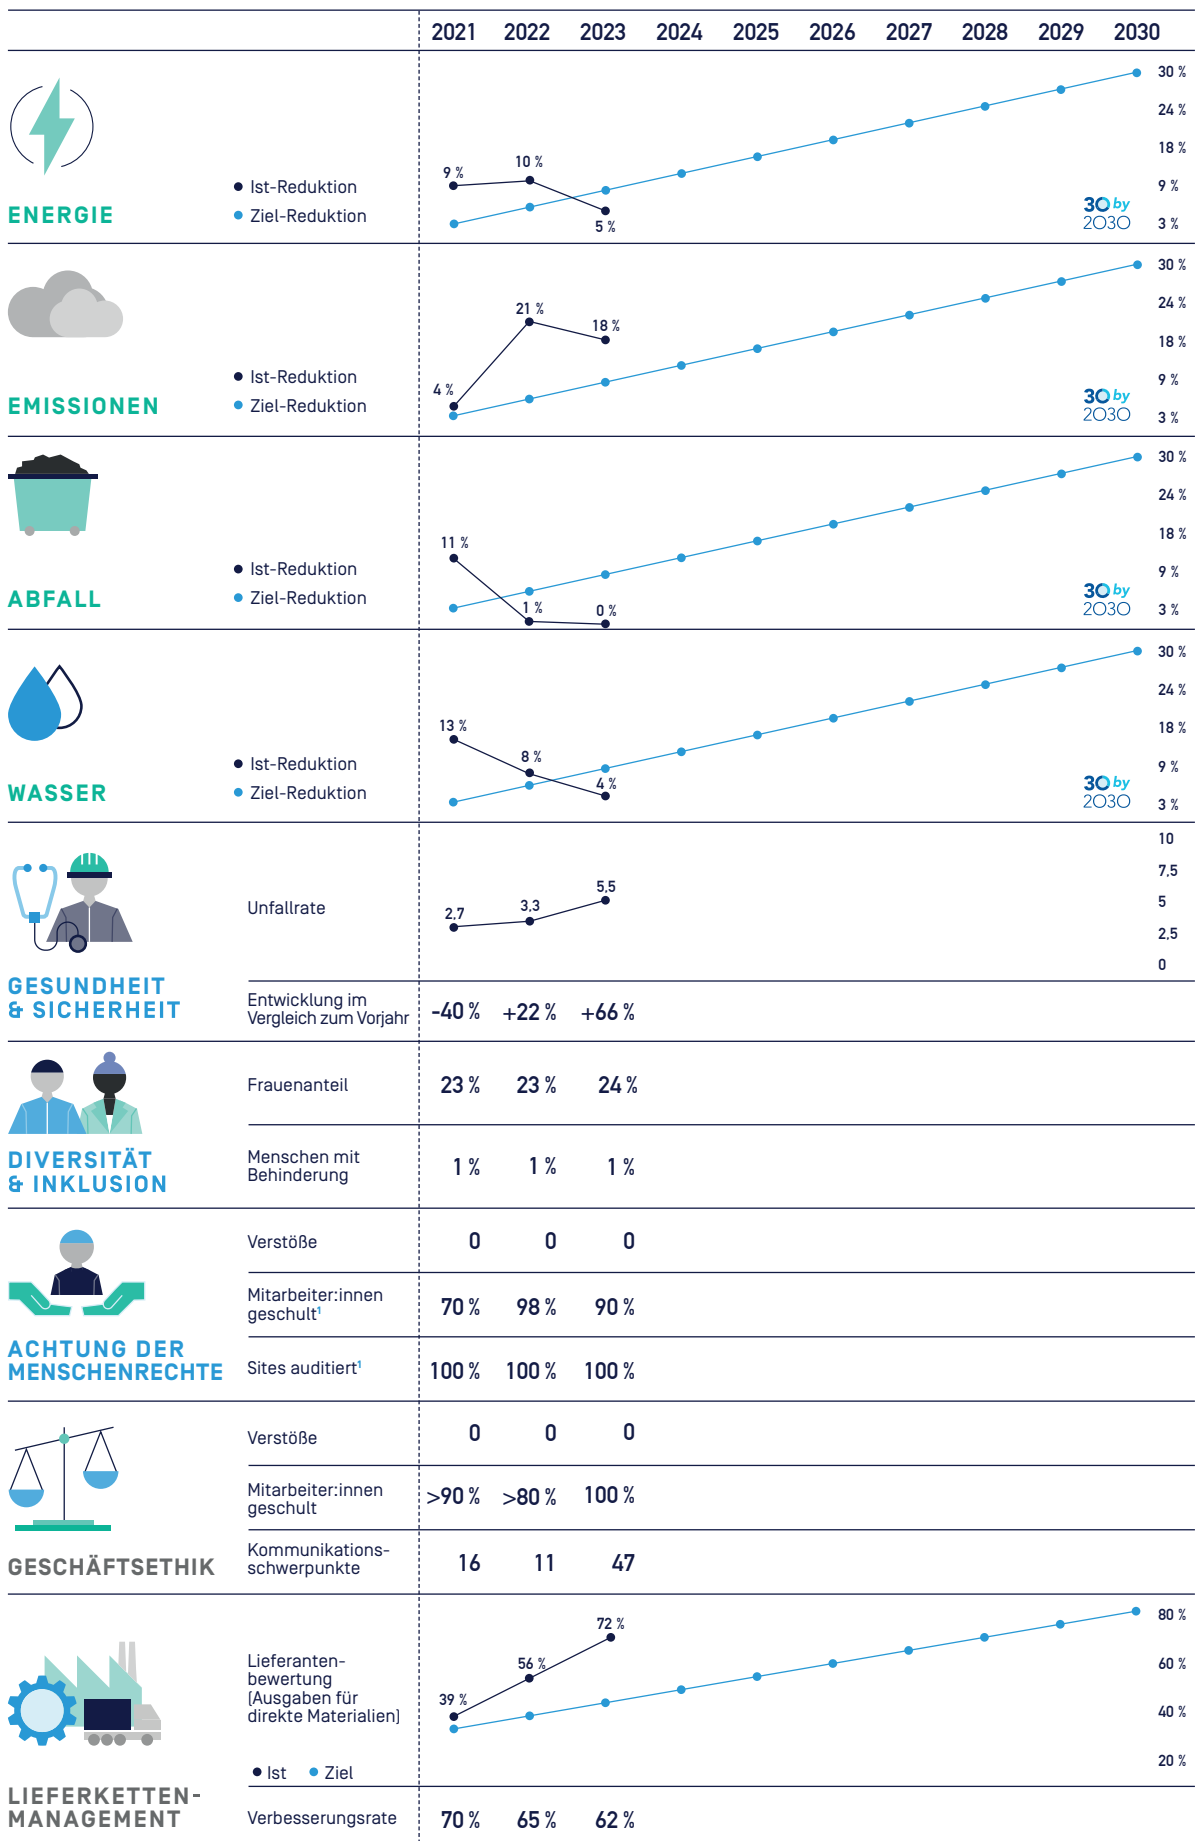 2021 2022 2023 2024 2025 2026 2027 2028 2029 2030
30 %
24 %
18 %
9 %
3 %
9 %
10 %
5 %
Ist-Reduktion
Ziel-Reduktion
ENERGIE
30 by
2030
30 %
24 %
18 %
9 %
3 %
4 %
21 %
18 %
Ist-Reduktion
Ziel-Reduktion
EMISSIONEN
30 by
2030
30 %
24 %
18 %
9 %
3 %
11 %
1 %
0 %
Ist-Reduktion
Ziel-Reduktion
ABFALL
30 by
2030
30 %
24 %
18 %
9 %
3 %
13 %
8 %
4 %
Ist-Reduktion
Ziel-Reduktion
WASSER
30 by
2030
10
7,5
5
2,5
0
Unfallrate
2,7
3,3
5,5
GESUNDHEIT
& SICHERHEIT
Entwicklung im
Vergleich zum Vorjahr
-40 % +22 % +66 %
Frauenanteil
23 % 23 % 24 %
DIVERSITÄT
& INKLUSION
Menschen mit
Behinderung
1 % 1 % 1 %
Verstöße
0 0 0
Mitarbeiter:innen
geschult¹
70 % 98 % 90 %
ACHTUNG DER
MENSCHENRECHTE
Sites auditiert¹
100 % 100 % 100 %
Verstöße
0 0 0
Mitarbeiter:innen
geschult
>90 % >80 % 100 %
GESCHÄFTSETHIK
Kommunikations-
schwerpunkte
16 11 47
80 %
60 %
40 %
20 %
39 %
56 %
72 %
Lieferanten-
bewertung
(Ausgaben für
direkte Materialien)
Ist Ziel
LIEFERKETTEN-
MANAGEMENT
Verbesserungsrate
70 % 65 % 62 %